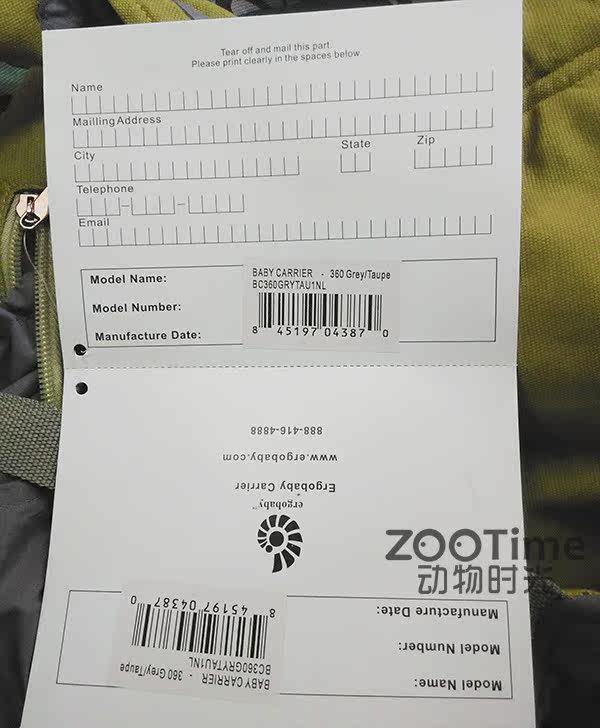 Tear off and mail this part.
Please print clearly in the spaces below.
Name
Mailling Address
City
State
Zip
Telephone
Email
Model Name:
BABY CARRIER - 360 Grey/Taupe
BC360GRYTAU1NL
Model Number:
8 45197 04387 0
Manufacture Date:
888-416-4888
www.ergobaby.com
Ergobaby Carrier
ergobaby™
ZOOTime
动物时光
Manufacture Date:
8 45197 04387 0
Model Number:
BC360GRYTAU1NL
BABY CARRIER - 360 Grey/Taupe
Model Name: